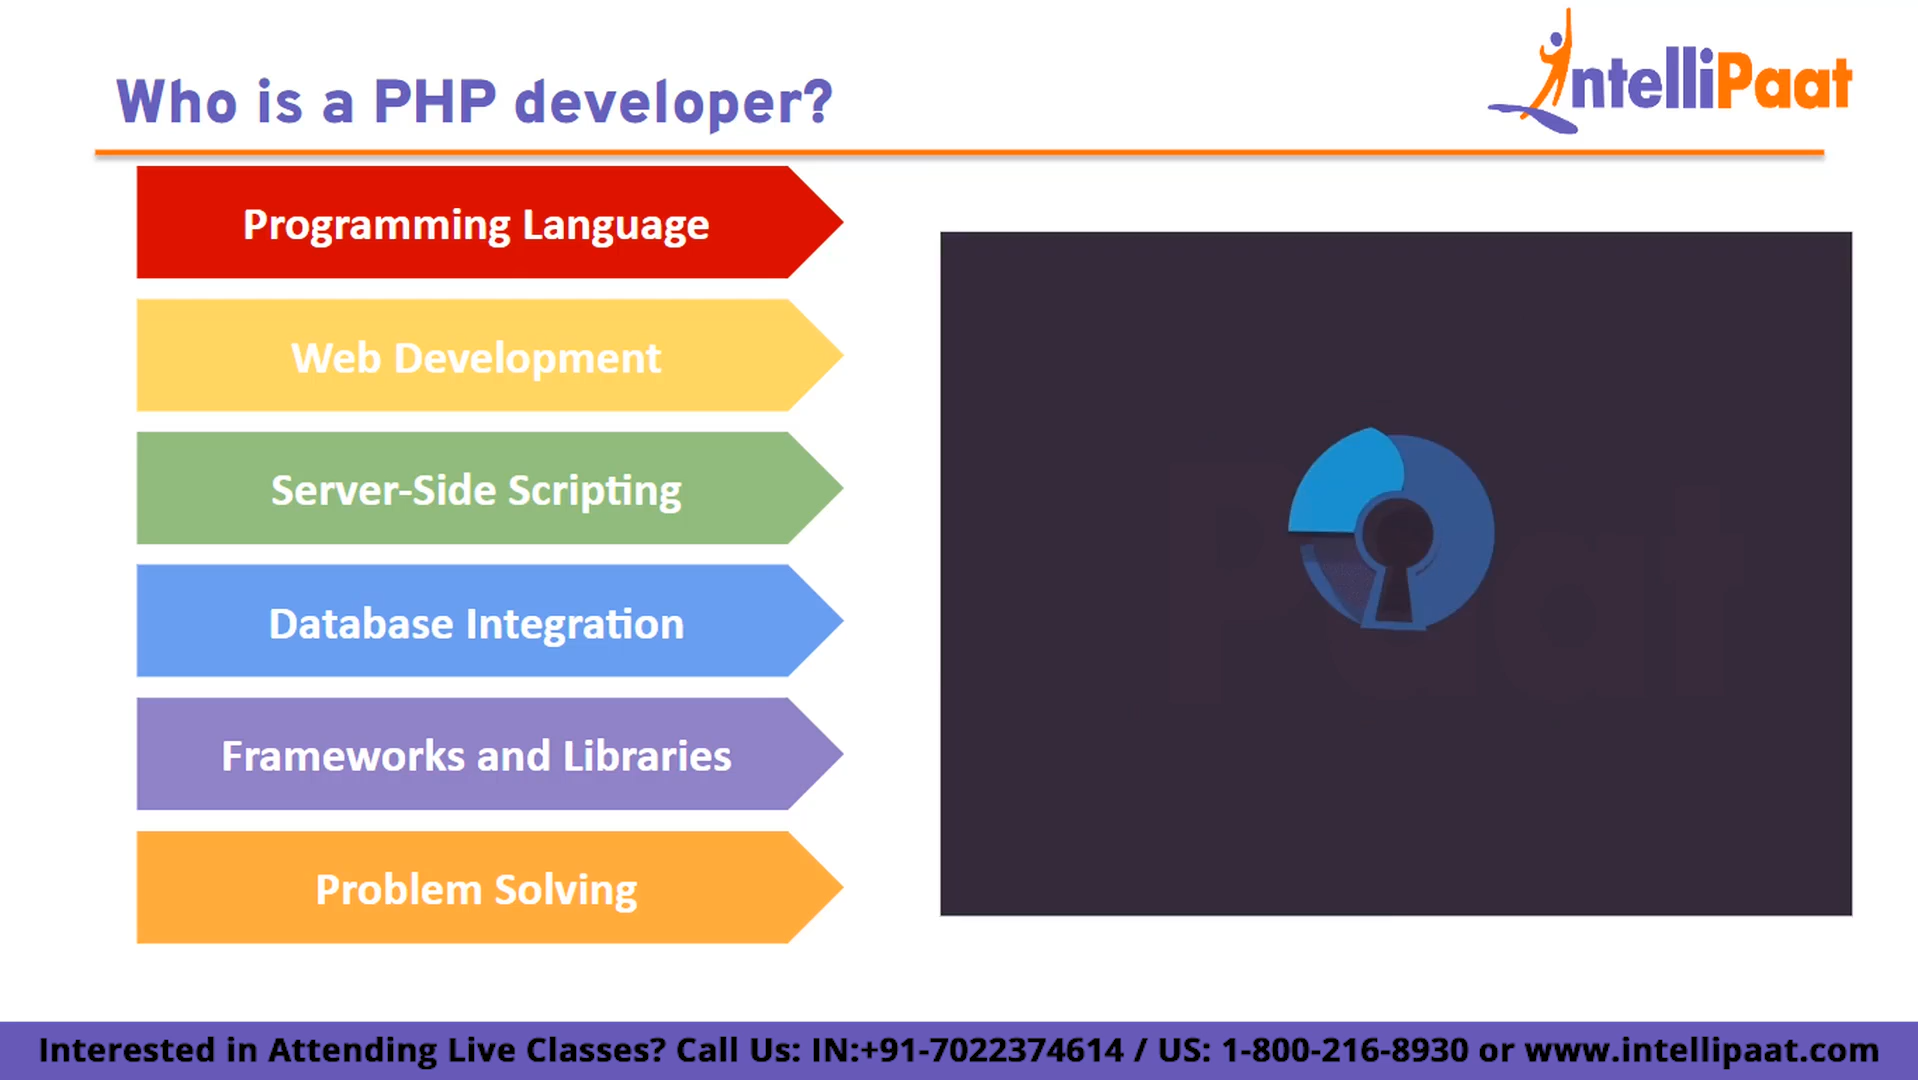 Who is a PHP developer?
IntelliPaat
Programming Language
Web Development
Server-Side Scripting
Database Integration
Frameworks and Libraries
Problem Solving
Paat
Interested in Attending Live Classes? Call Us: IN:+91-7022374614 / US: 1-800-216-8930 or www.intellipaat.com